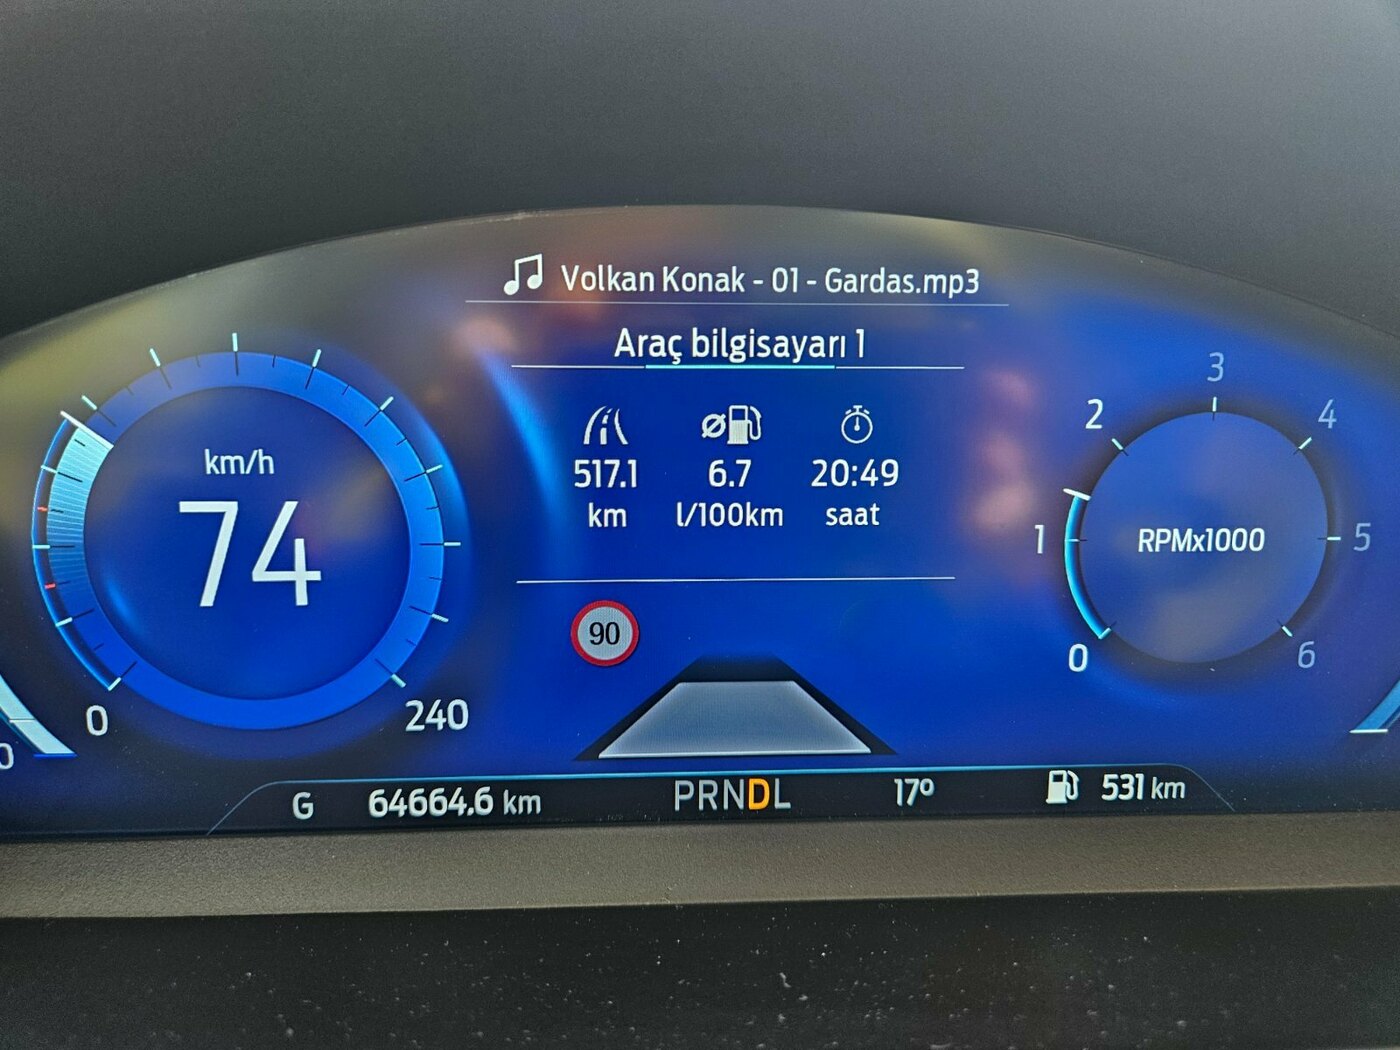 Volkan Konak - 01 - Gardas.mp3
Araç bilgisayarı 1
517.1 6.7 20:49
km l/100km saat
km/h
74
0 240
90
0 1 2 3 4 5 6
RPMx1000
0
G 64664.6 km PRNDL 17° 531 km